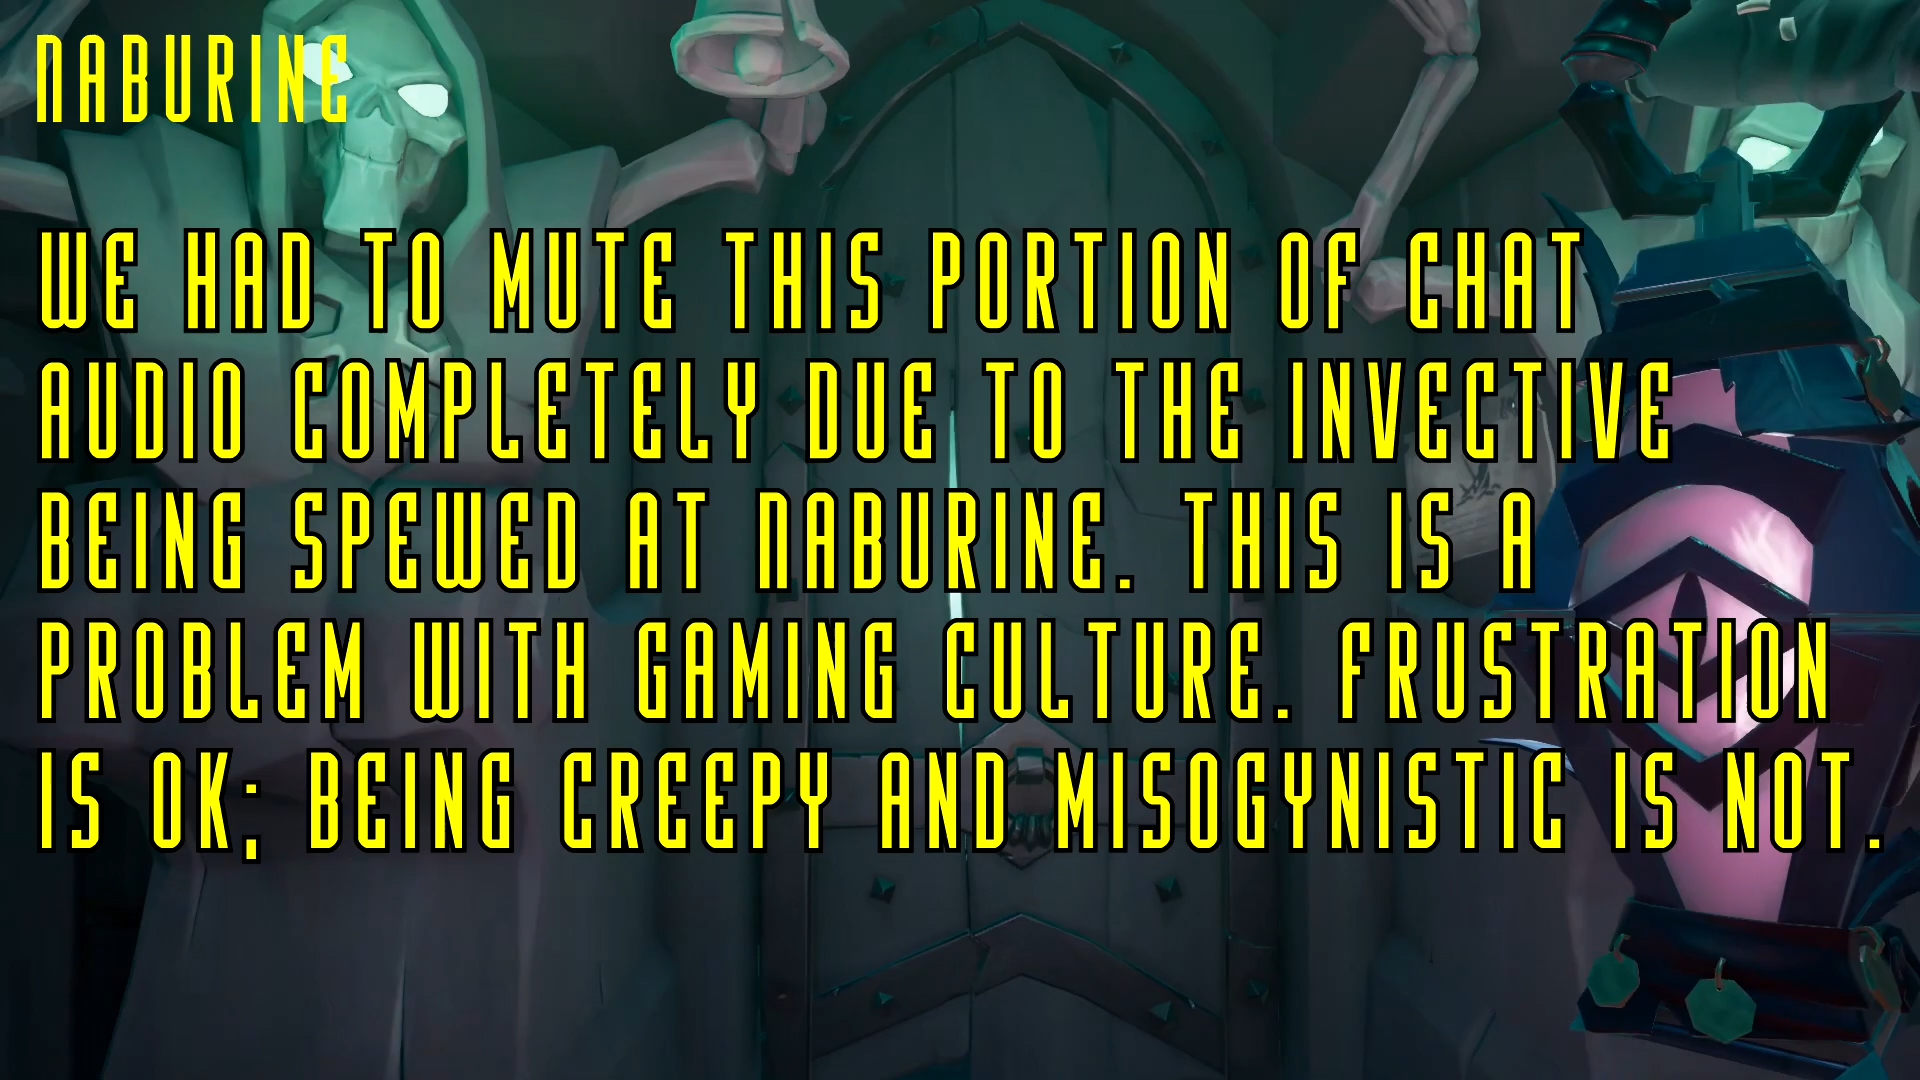 NABURINE
WE HAD TO MUTE THIS PORTION OF CHAT
AUDIO COMPLETELY DUE TO THE INVECTIVE
BEING SPEWED AT NABURINE. THIS IS A
PROBLEM WITH GAMING CULTURE. FRUSTRATION
IS OK; BEING CREEPY AND MISOGYNISTIC IS NOT.